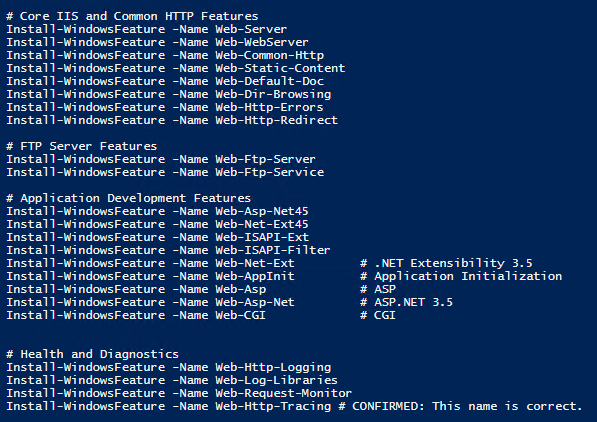 # Core IIS and Common HTTP Features
Install-WindowsFeature -Name Web-Server
Install-WindowsFeature -Name Web-WebServer
Install-WindowsFeature -Name Web-Common-Http
Install-WindowsFeature -Name Web-Static-Content
Install-WindowsFeature -Name Web-Default-Doc
Install-WindowsFeature -Name Web-Dir-Browsing
Install-WindowsFeature -Name Web-Http-Errors
Install-WindowsFeature -Name Web-Http-Redirect
# FTP Server Features
Install-WindowsFeature -Name Web-Ftp-Server
Install-WindowsFeature -Name Web-Ftp-Service
# Application Development Features
Install-WindowsFeature -Name Web-Asp-Net45
Install-WindowsFeature -Name Web-Net-Ext45
Install-WindowsFeature -Name Web-ISAPI-Ext
Install-WindowsFeature -Name Web-ISAPI-Filter
Install-WindowsFeature -Name Web-Net-Ext # .NET Extensibility 3.5
Install-WindowsFeature -Name Web-AppInit # Application Initialization
Install-WindowsFeature -Name Web-Asp # ASP
Install-WindowsFeature -Name Web-Asp-Net # ASP.NET 3.5
Install-WindowsFeature -Name Web-CGI # CGI
# Health and Diagnostics
Install-WindowsFeature -Name Web-Http-Logging
Install-WindowsFeature -Name Web-Log-Libraries
Install-WindowsFeature -Name Web-Request-Monitor
Install-WindowsFeature -Name Web-Http-Tracing # CONFIRMED: This name is correct.